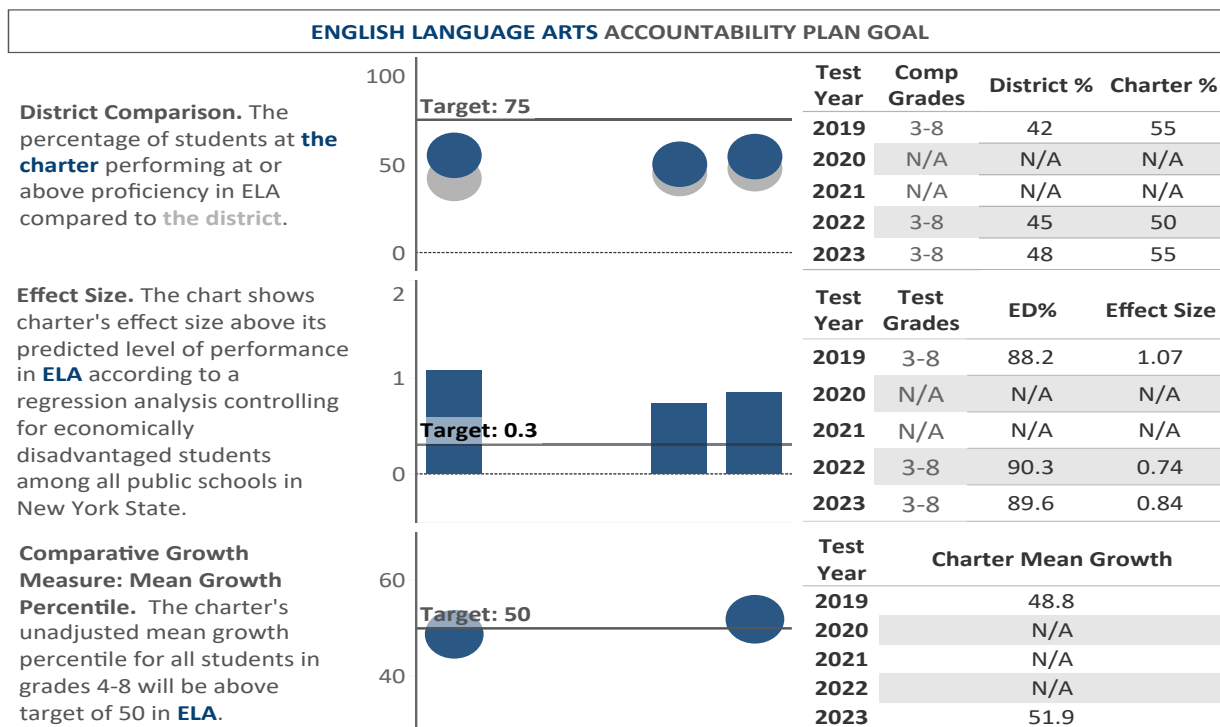 ENGLISH LANGUAGE ARTS ACCOUNTABILITY PLAN GOAL
District Comparison. The
percentage of students at the
charter performing at or
above proficiency in ELA
compared to the district.
100
50
0
Target: 75
Test Year Comp Grades District % Charter %
2019 3-8 42 55
2020 N/A N/A N/A
2021 N/A N/A N/A
2022 3-8 45 50
2023 3-8 48 55
Effect Size. The chart shows
charter's effect size above its
predicted level of performance
in ELA according to a
regression analysis controlling
for economically
disadvantaged students
among all public schools in
New York State.
2
1
0
Target: 0.3
Test Year Test Grades ED% Effect Size
2019 3-8 88.2 1.07
2020 N/A N/A N/A
2021 N/A N/A N/A
2022 3-8 90.3 0.74
2023 3-8 89.6 0.84
Comparative Growth
Measure: Mean Growth
Percentile. The charter's
unadjusted mean growth
percentile for all students in
grades 4-8 will be above
target of 50 in ELA.
60
40
Target: 50
Test Year Charter Mean Growth
2019 48.8
2020 N/A
2021 N/A
2022 N/A
2023 51.9